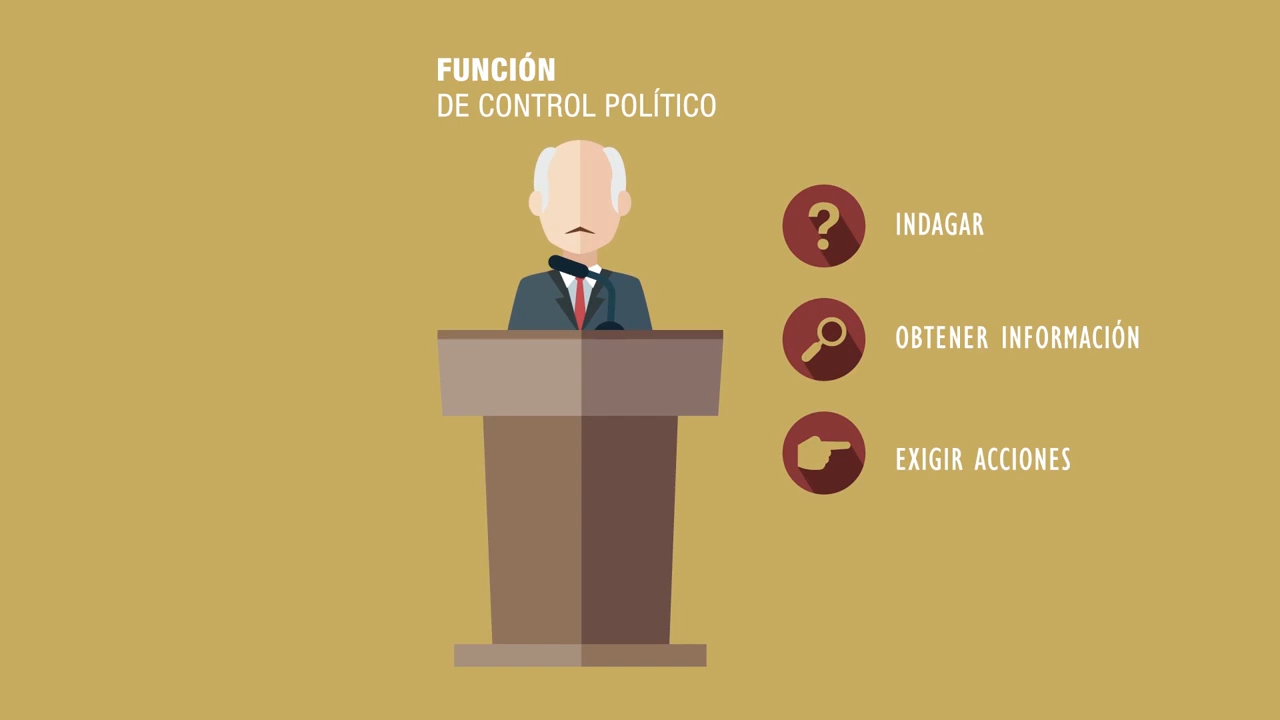 FUNCIÓN
DE CONTROL POLÍTICO
INDAGAR
OBTENER INFORMACIÓN
EXIGIR ACCIONES